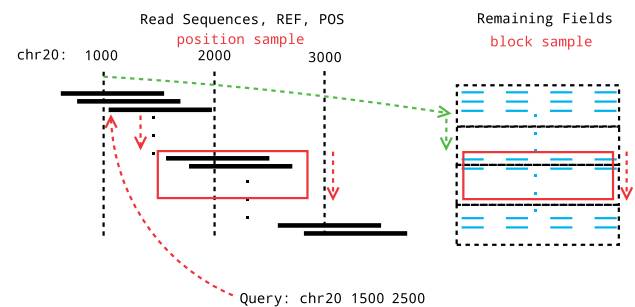 Read Sequences, REF, POS
position sample
chr20: 1000 2000 3000
Remaining Fields
block sample
Query: chr20 1500 2500